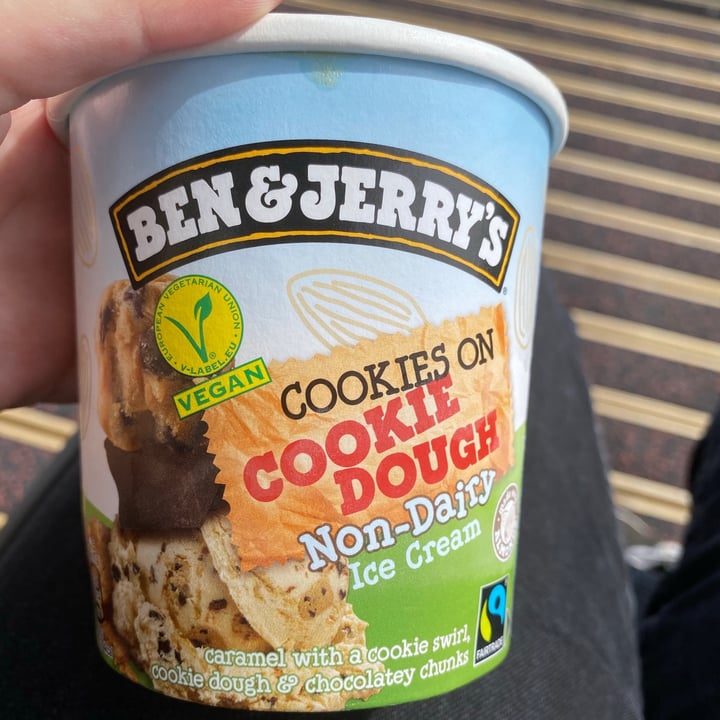 BEN & JERRY'S
EUROPEAN VEGETARIAN UNION
V-LABEL.EU
VEGAN
COOKIES ON
COOKIE
DOUGH
Non-Dairy
Ice Cream
FAIRTRADE
caramel with a cookie swirl,
cookie dough & chocolatey chunks